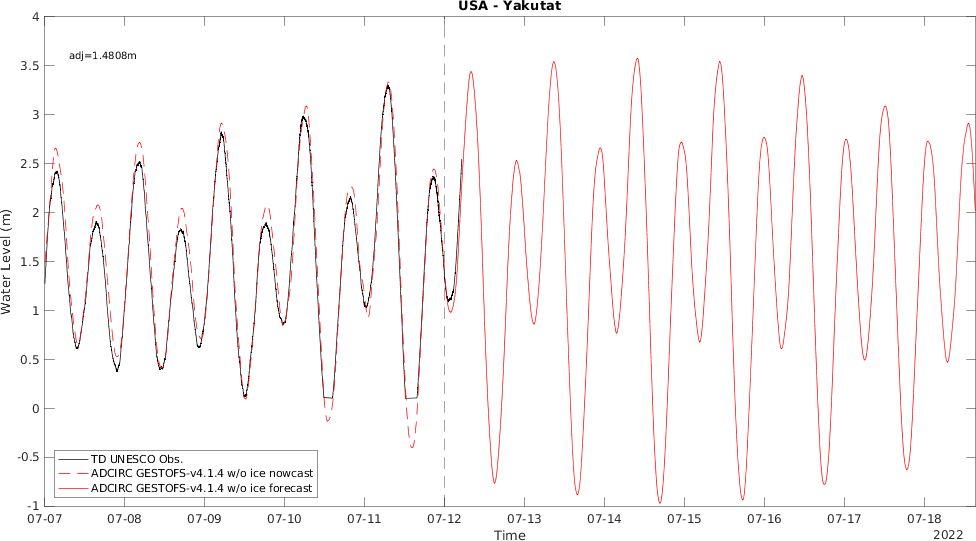 USA - Yakutat
adj=1.4808m
Water Level (m)
4
3.5
3
2.5
2
1.5
1
0.5
0
-0.5
-1
TD UNESCO Obs.
ADCIRC GESTOFS-v4.1.4 w/o ice nowcast
ADCIRC GESTOFS-v4.1.4 w/o ice forecast
07-07 07-08 07-09 07-10 07-11 07-12 07-13 07-14 07-15 07-16 07-17 07-18
Time
2022